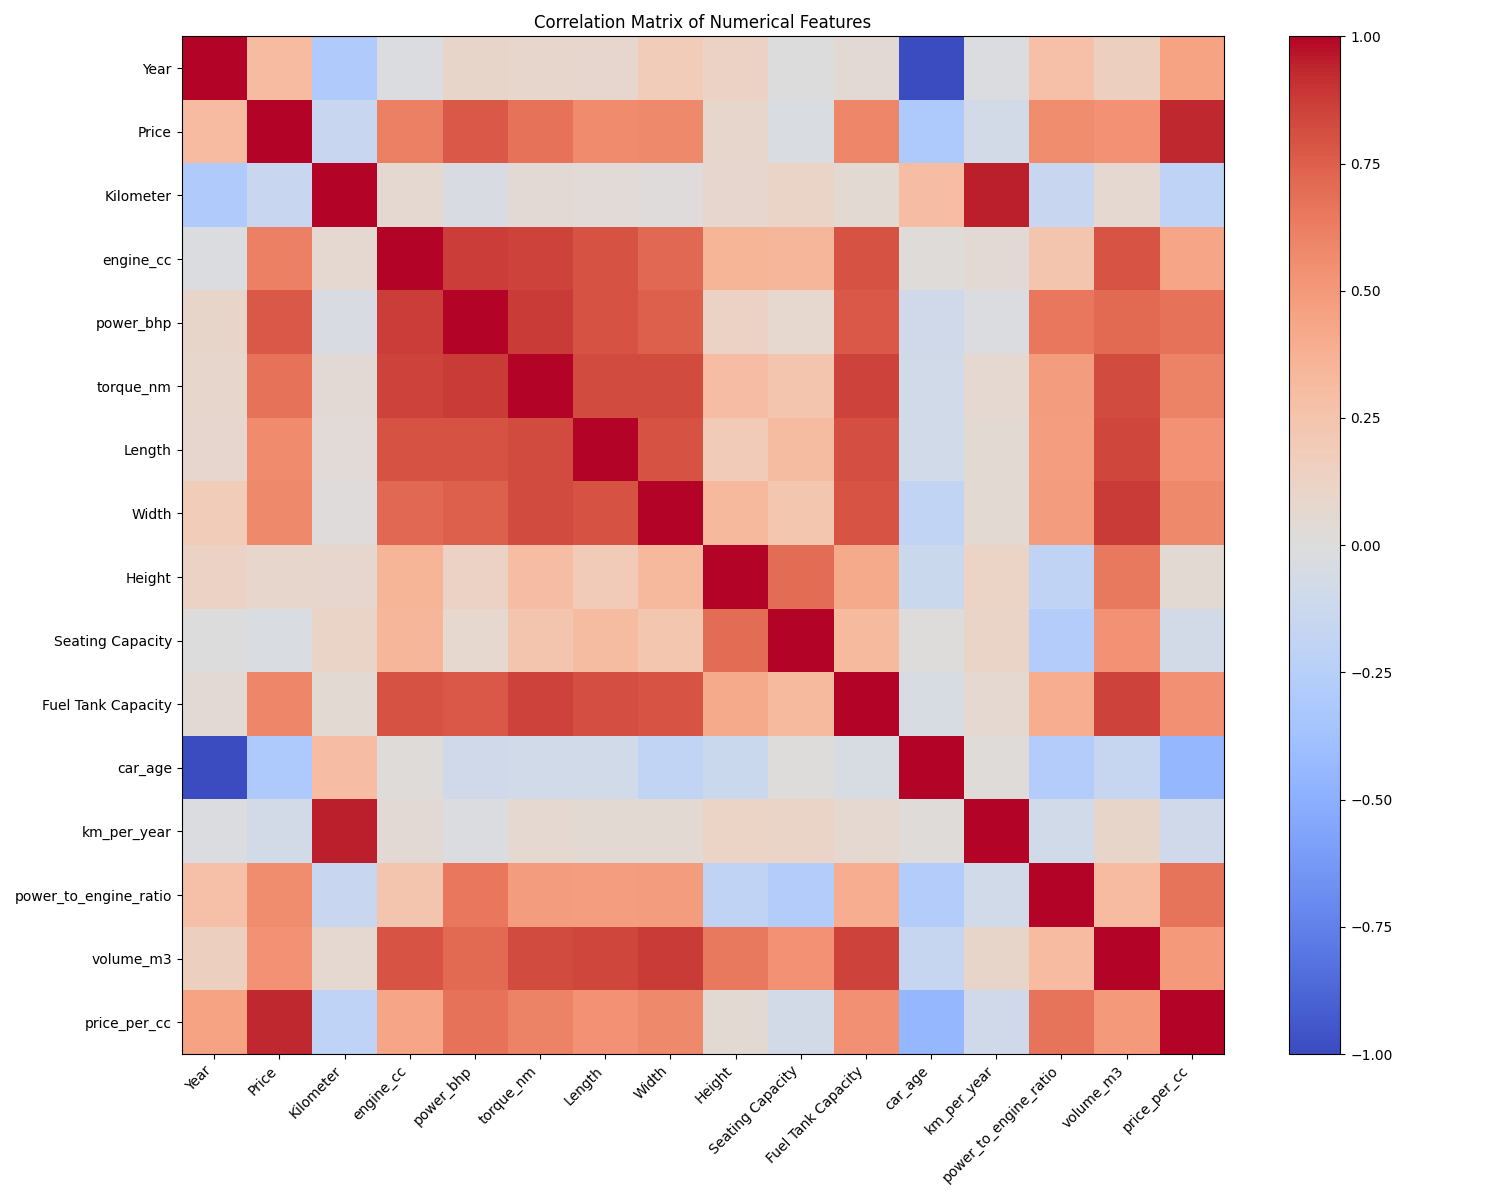 Correlation Matrix of Numerical Features
Year
Price
Kilometer
engine_cc
power_bhp
torque_nm
Length
Width
Height
Seating Capacity
Fuel Tank Capacity
car_age
km_per_year
power_to_engine_ratio
volume_m3
price_per_cc
Year
Price
Kilometer
engine_cc
power_bhp
torque_nm
Length
Width
Height
Seating Capacity
Fuel Tank Capacity
car_age
km_per_year
power_to_engine_ratio
volume_m3
price_per_cc
1.00
0.75
0.50
0.25
0.00
−0.25
−0.50
−0.75
−1.00